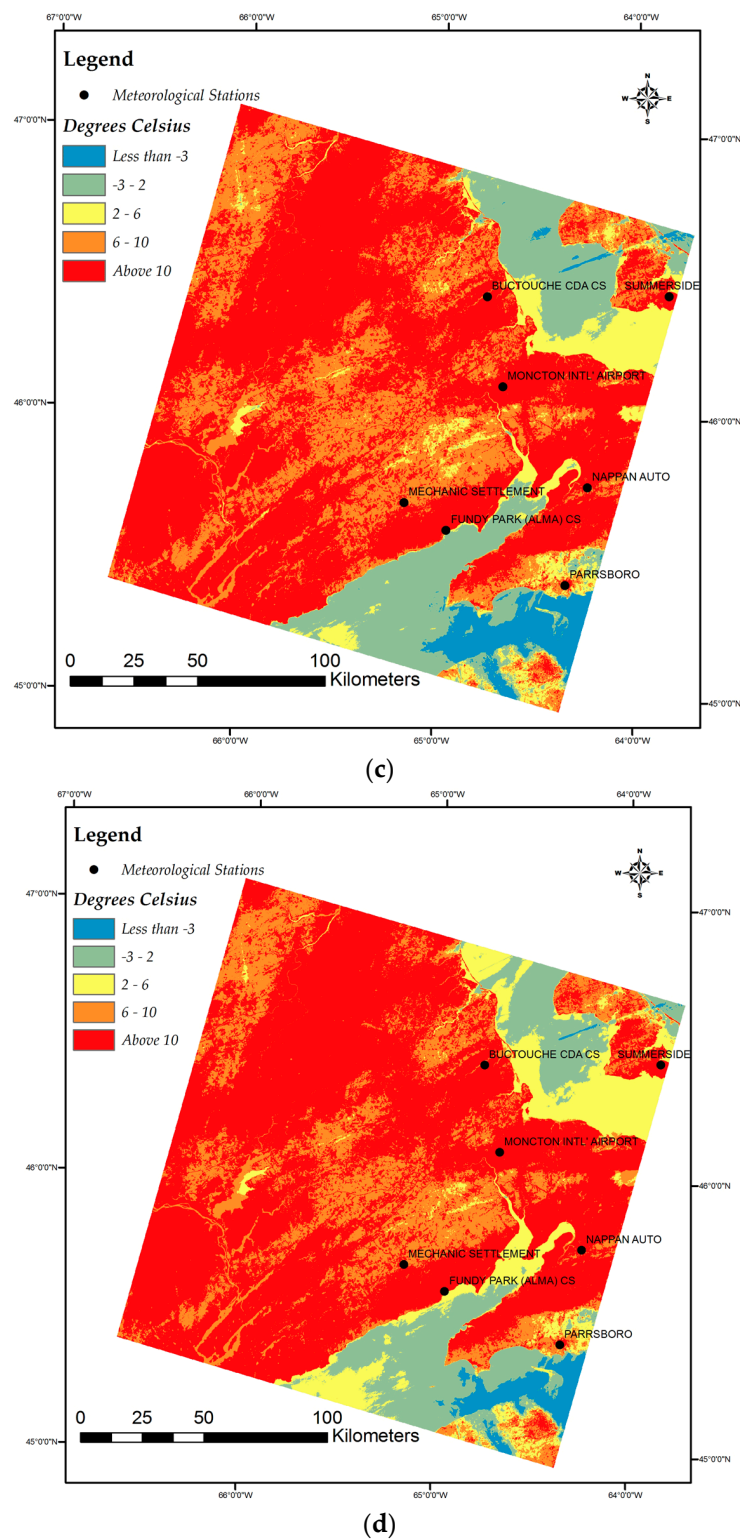 67°0'0"W 66°0'0"W 65°0'0"W 64°0'0"W
Legend
Meteorological Stations
N
W E
S
47°0'0"N 47°0'0"N
Degrees Celsius
Less than -3
-3 - 2
2 - 6
6 - 10
Above 10
BUCTOUCHE CDA CS SUMMERSIDE
MONCTON INTL' AIRPORT
46°0'0"N 46°0'0"N
NAPPAN AUTO
MECHANIC SETTLEMENT
FUNDY PARK (ALMA) CS
PARRSBORO
0 25 50 100
Kilometers
45°0'0"N 45°0'0"N
66°0'0"W 65°0'0"W 64°0'0"W
(c)
67°0'0"W 66°0'0"W 65°0'0"W 64°0'0"W
Legend
Meteorological Stations
N
W E
S
47°0'0"N 47°0'0"N
Degrees Celsius
Less than -3
-3 - 2
2 - 6
6 - 10
Above 10
BUCTOUCHE CDA CS SUMMERSIDE
MONCTON INTL' AIRPORT
46°0'0"N 46°0'0"N
NAPPAN AUTO
MECHANIC SETTLEMENT
FUNDY PARK (ALMA) CS
PARRSBORO
0 25 50 100
Kilometers
45°0'0"N 45°0'0"N
66°0'0"W 65°0'0"W 64°0'0"W
(d)